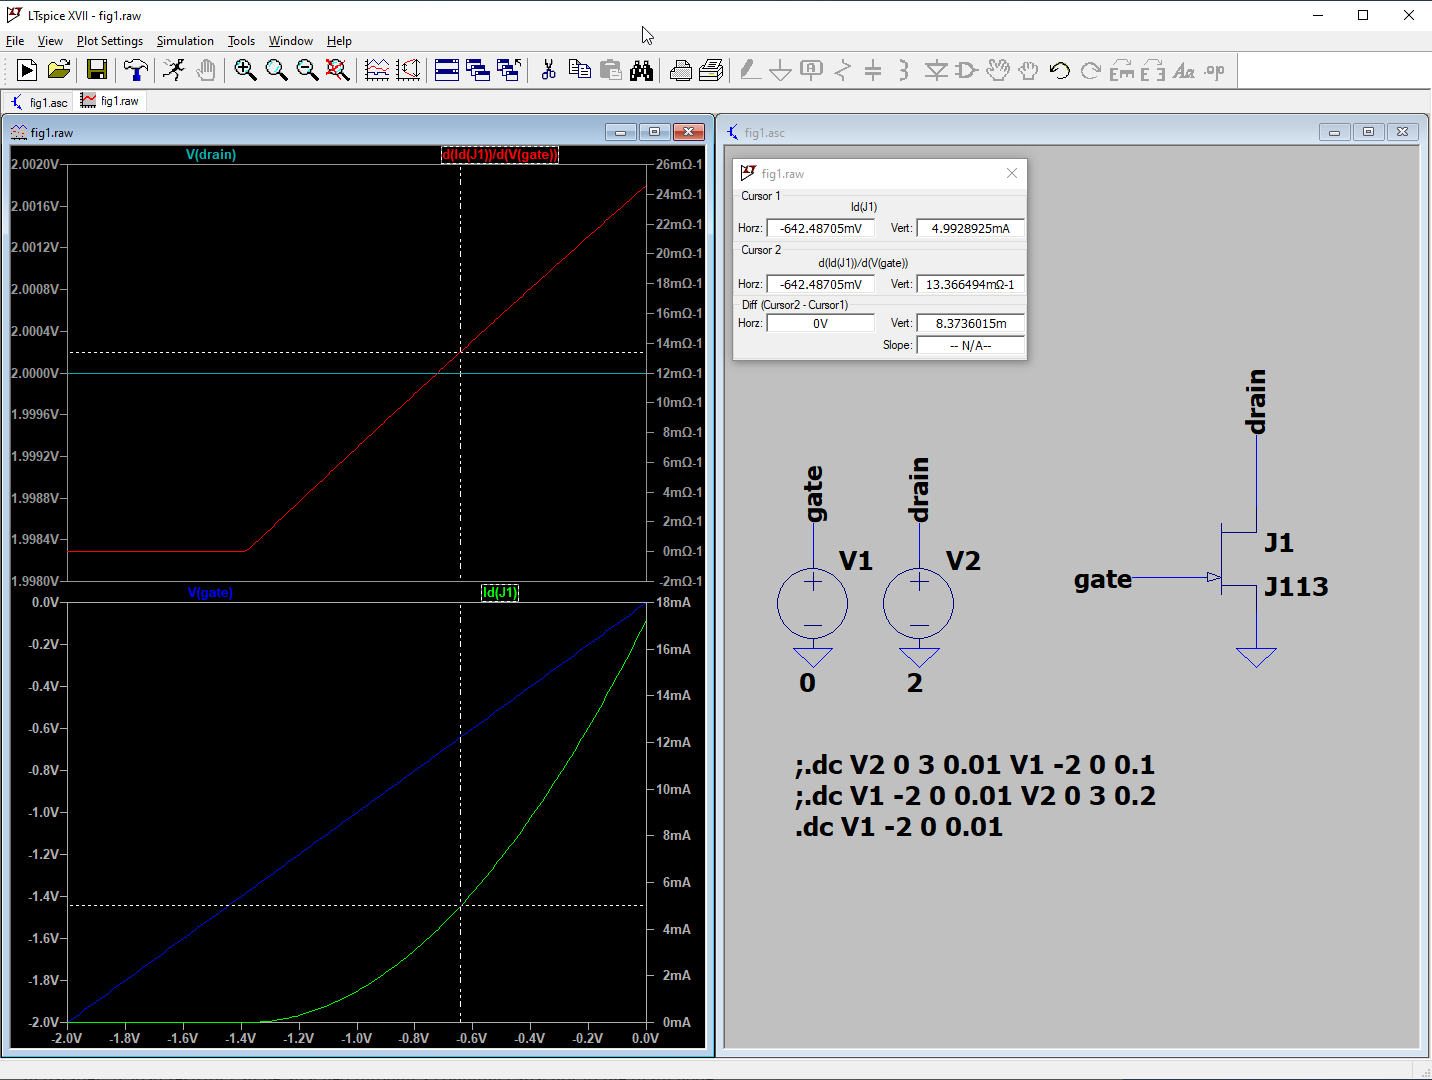 LTspice XVII - fig1.raw
File View Plot Settings Simulation Tools Window Help
fig1.asc fig1.raw
fig1.raw
V(drain) d(Id(J1))/d(V(gate))
2.0020V
2.0016V
2.0012V
2.0008V
2.0004V
2.0000V
1.9996V
1.9992V
1.9988V
1.9984V
1.9980V
26mΩ-1
24mΩ-1
22mΩ-1
20mΩ-1
18mΩ-1
16mΩ-1
14mΩ-1
12mΩ-1
10mΩ-1
8mΩ-1
6mΩ-1
4mΩ-1
2mΩ-1
0mΩ-1
-2mΩ-1
V(gate) Id(J1)
0.0V
-0.2V
-0.4V
-0.6V
-0.8V
-1.0V
-1.2V
-1.4V
-1.6V
-1.8V
-2.0V
18mA
16mA
14mA
12mA
10mA
8mA
6mA
4mA
2mA
0mA
-2.0V -1.8V -1.6V -1.4V -1.2V -1.0V -0.8V -0.6V -0.4V -0.2V 0.0V
fig1.asc
fig1.raw
Cursor 1
Id(J1)
Horz: -642.48705mV Vert: 4.9928925mA
Cursor 2
d(Id(J1))/d(V(gate))
Horz: -642.48705mV Vert: 13.366494mΩ-1
Diff (Cursor2 - Cursor1)
Horz: 0V Vert: 8.3736015m
Slope: -- N/A--
drain
gate
drain
V1
V2
J1
gate
J113
0
2
;.dc V2 0 3 0.01 V1 -2 0 0.1
;.dc V1 -2 0 0.01 V2 0 3 0.2
.dc V1 -2 0 0.01